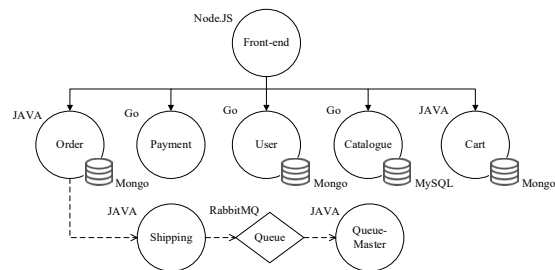 Node.JS
Front-end
JAVA
Go
Go
Go
JAVA
Order
Payment
User
Catalogue
Cart
Mongo
Mongo
MySQL
Mongo
JAVA
RabbitMQ
JAVA
Shipping
Queue
Queue-
Master